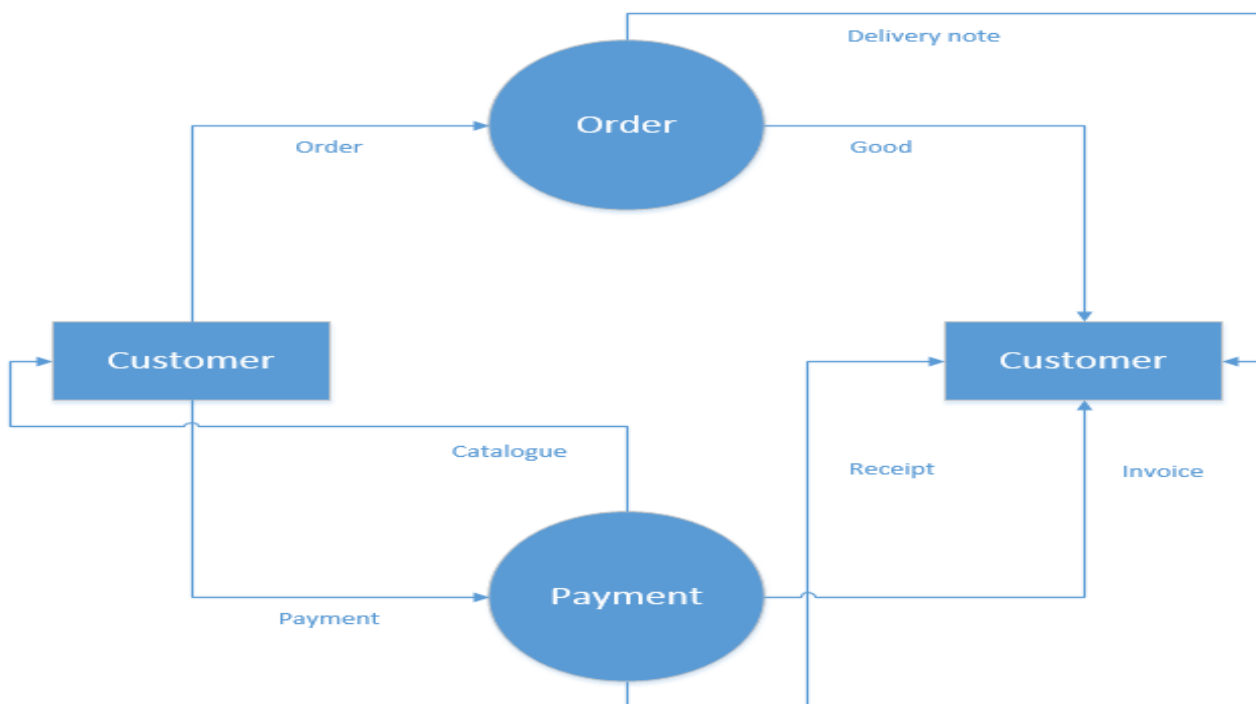 Delivery note
Order
Order
Good
Customer
Customer
Catalogue
Receipt
Invoice
Payment
Payment